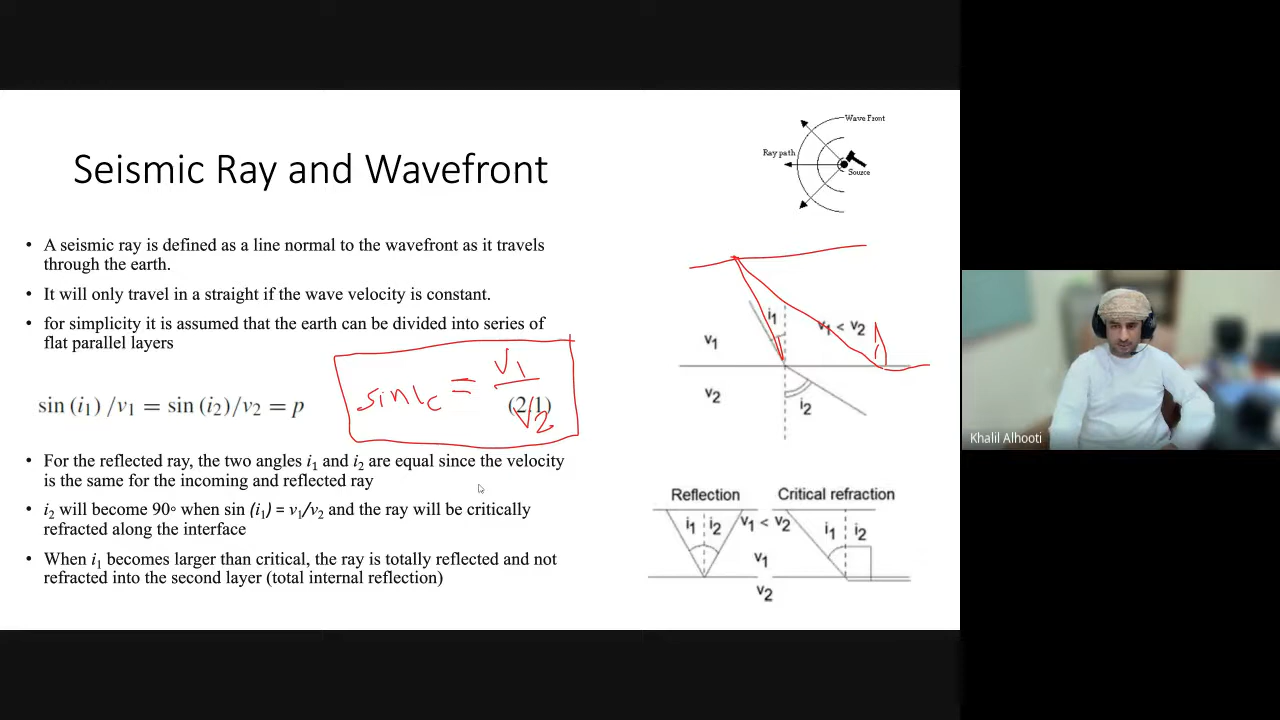 Wave Front
Ray path
Source
Seismic Ray and Wavefront
• A seismic ray is defined as a line normal to the wavefront as it travels
through the earth.
• It will only travel in a straight if the wave velocity is constant.
• for simplicity it is assumed that the earth can be divided into series of
flat parallel layers
sin (i₁) /v₁ = sin (i₂)/v₂ = p
(2/1)
sin i_c = v₁ / v₂
• For the reflected ray, the two angles i₁ and i₂ are equal since the velocity
is the same for the incoming and reflected ray
• i₂ will become 90◦ when sin (i₁) = v₁/v₂ and the ray will be critically
refracted along the interface
• When i₁ becomes larger than critical, the ray is totally reflected and not
refracted into the second layer (total internal reflection)
i₁
v₁ < v₂
v₁
v₂
i₂
Reflection
Critical refraction
i₁ i₂
v₁ < v₂
i₁ i₂
v₁
v₂
Khalil Alhooti